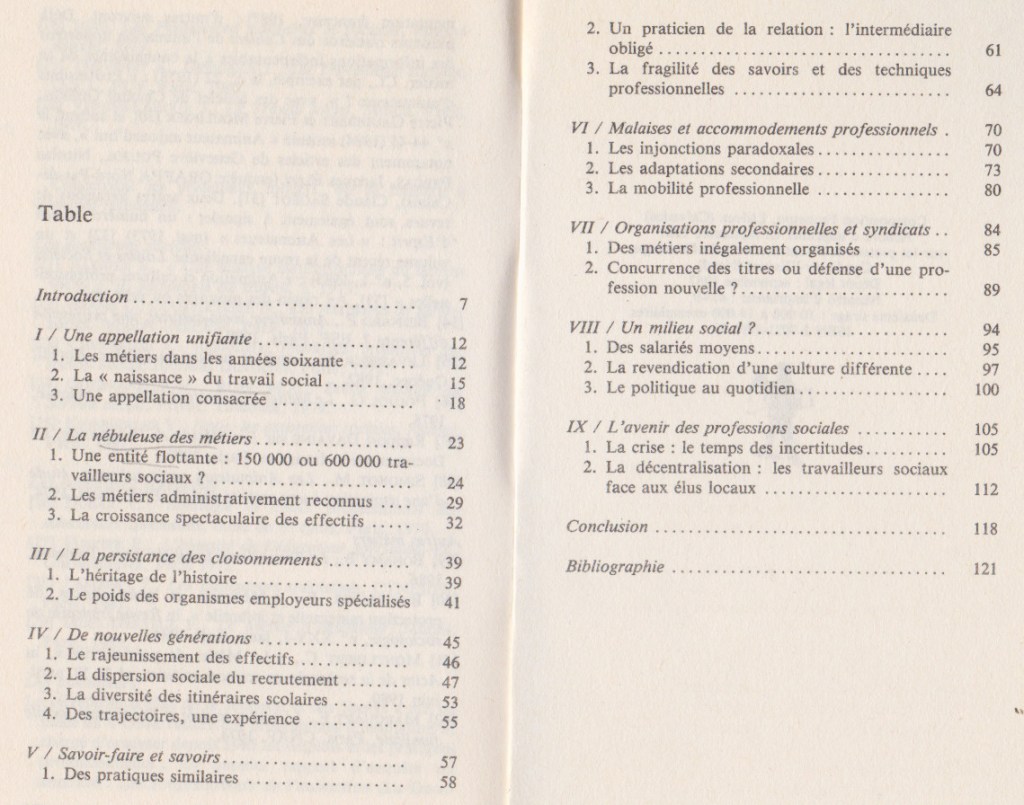 Table
Introduction .................................... 7
I / Une appellation unifiante ................... 12
1. Les métiers dans les années soixante ........ 12
2. La « naissance » du travail social........... 15
3. Une appellation consacrée ................. 18
II / La nébuleuse des métiers................... 23
1. Une entité flottante : 150 000 ou 600 000 tra-
vailleurs sociaux ? ......................... 24
2. Les métiers administrativement reconnus .... 29
3. La croissance spectaculaire des effectifs ..... 32
III / La persistance des cloisonnements .......... 39
1. L'héritage de l'histoire .................... 39
2. Le poids des organismes employeurs spécialisés 41
IV / De nouvelles générations ................... 45
1. Le rajeunissement des effectifs .............. 46
2. La dispersion sociale du recrutement........ 47
3. La diversité des itinéraires scolaires ......... 53
4. Des trajectoires, une expérience ............ 55
V / Savoir-faire et savoirs....................... 57
1. Des pratiques similaires ................... 58
2. Un praticien de la relation : l'intermédiaire
obligé .................................. 61
3. La fragilité des savoirs et des techniques
professionnelles ......................... 64
VI / Malaises et accommodements professionnels . 70
1. Les injonctions paradoxales............... 70
2. Les adaptations secondaires............... 73
3. La mobilité professionnelle ................ 80
VII / Organisations professionnelles et syndicats .. 84
1. Des métiers inégalement organisés .......... 85
2. Concurrence des titres ou défense d'une pro-
fession nouvelle ?........................ 89
VIII / Un milieu social ?...................... 94
1. Des salariés moyens...................... 95
2. La revendication d'une culture différente .... 97
3. Le politique au quotidien.................. 100
IX / L'avenir des professions sociales ........... 105
1. La crise : le temps des incertitudes.......... 105
2. La décentralisation : les travailleurs sociaux
face aux élus locaux ..................... 112
Conclusion .................................. 118
Bibliographie ................................ 121